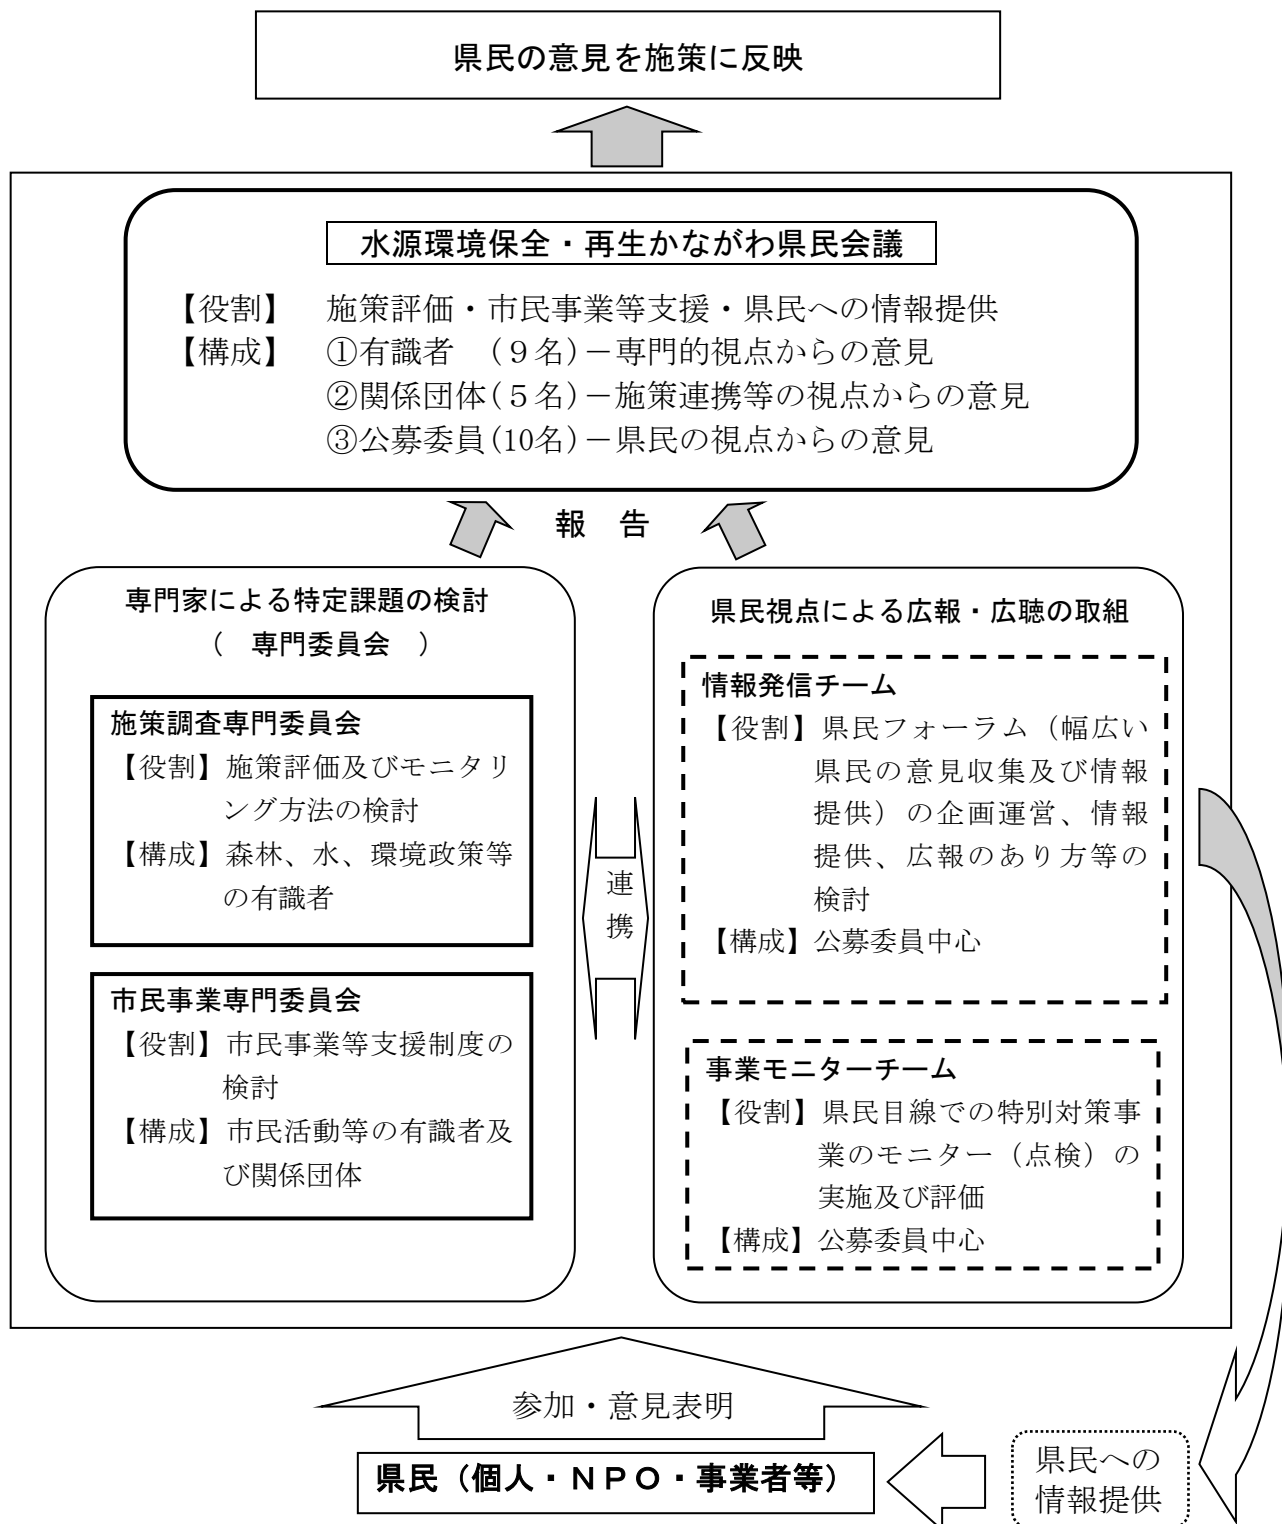 県民の意見を施策に反映
水源環境保全・再生かながわ県民会議
【役割】 施策評価・市民事業等支援・県民への情報提供
【構成】 ①有識者 (９名)－専門的視点からの意見
②関係団体(５名)－施策連携等の視点からの意見
③公募委員(10名)－県民の視点からの意見
報 告
専門家による特定課題の検討
( 専門委員会 )
施策調査専門委員会
【役割】施策評価及びモニタリ
ング方法の検討
【構成】森林、水、環境政策等
の有識者
市民事業専門委員会
【役割】市民事業等支援制度の
検討
【構成】市民活動等の有識者及
び関係団体
連
携
県民視点による広報・広聴の取組
情報発信チーム
【役割】県民フォーラム（幅広い
県民の意見収集及び情報
提供）の企画運営、情報
提供、広報のあり方等の
検討
【構成】公募委員中心
事業モニターチーム
【役割】県民目線での特別対策事
業のモニター（点検）の
実施及び評価
【構成】公募委員中心
参加・意見表明
県民（個人・ＮＰＯ・事業者等）
県民への
情報提供